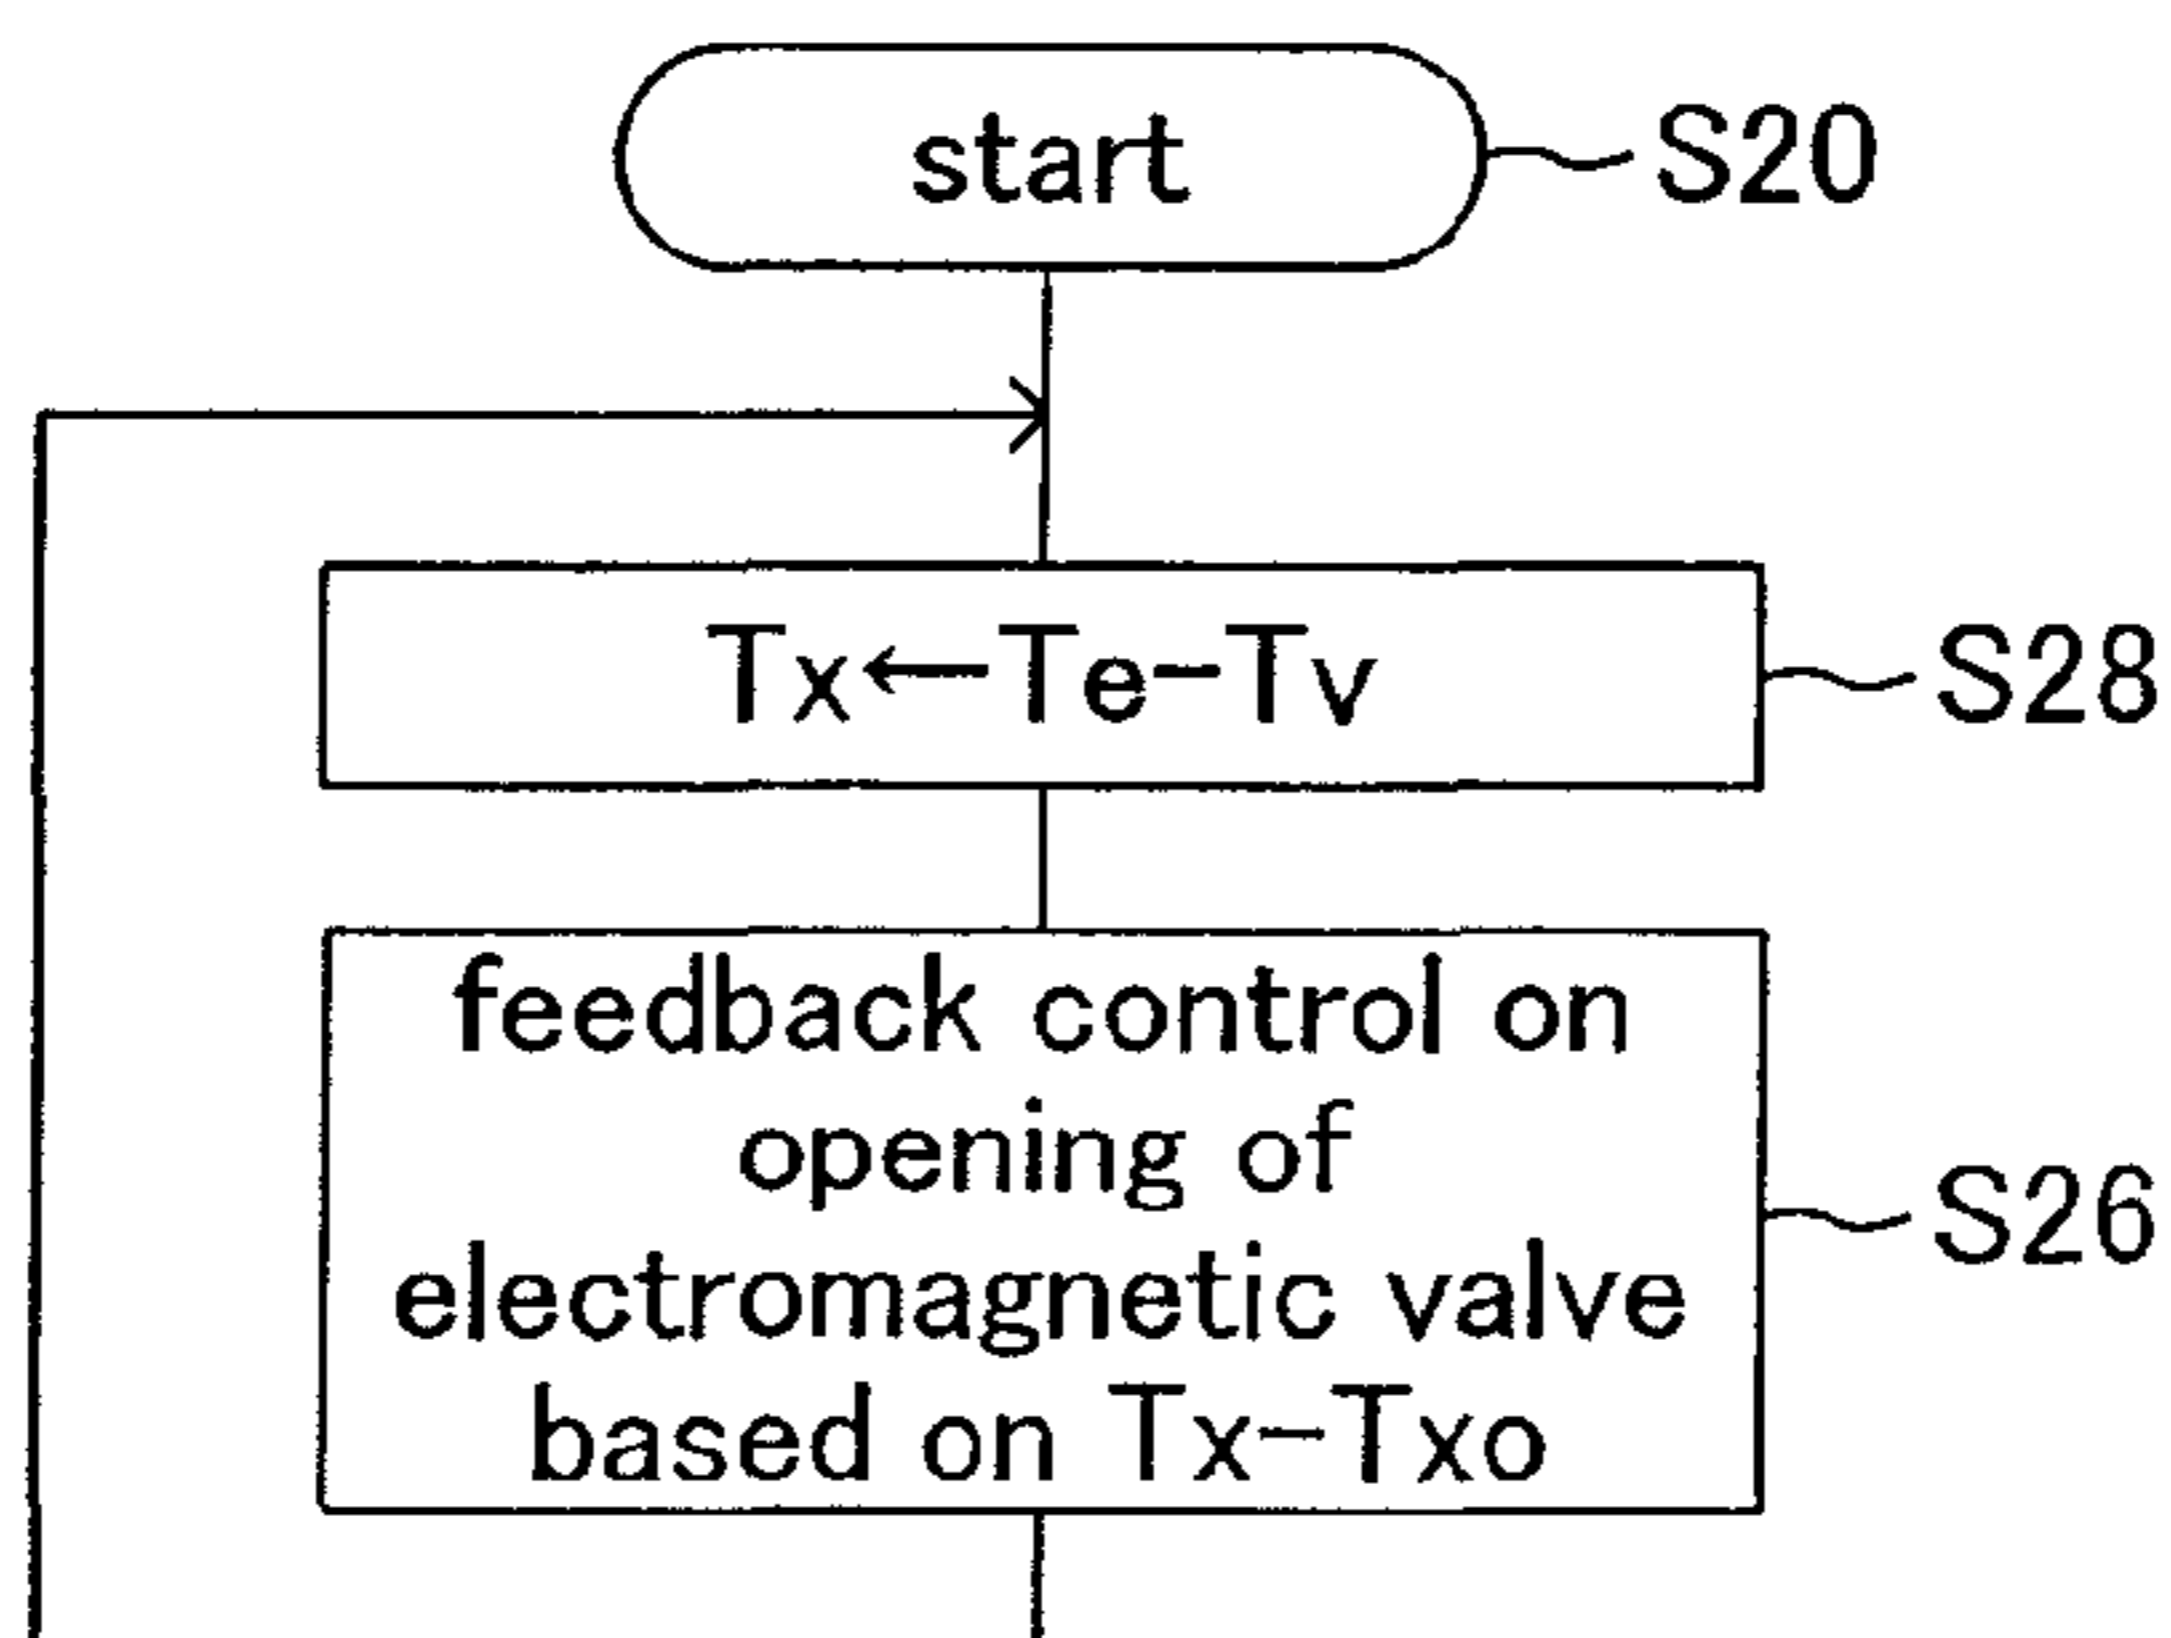 start
S20
Tx←Te-Tv
S28
feedback control on
opening of
electromagnetic valve
based on Tx-Txo
S26